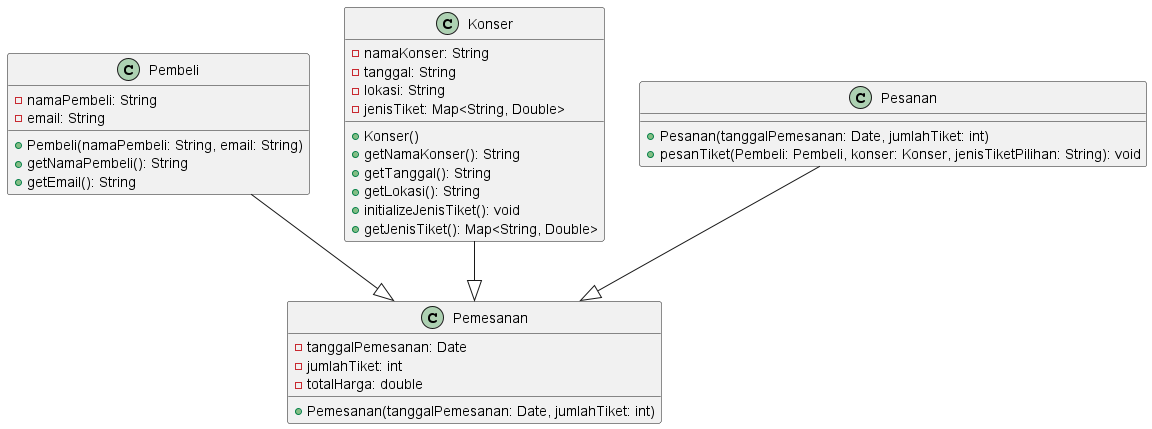 C Pembeli
namaPembeli: String
email: String
Pembeli(namaPembeli: String, email: String)
getNamaPembeli(): String
getEmail(): String
C Konser
namaKonser: String
tanggal: String
lokasi: String
jenisTiket: Map<String, Double>
Konser()
getNamaKonser(): String
getTanggal(): String
getLokasi(): String
initializeJenisTiket(): void
getJenisTiket(): Map<String, Double>
C Pesanan
Pesanan(tanggalPemesanan: Date, jumlahTiket: int)
pesanTiket(Pembeli: Pembeli, konser: Konser, jenisTiketPilihan: String): void
C Pemesanan
tanggalPemesanan: Date
jumlahTiket: int
totalHarga: double
Pemesanan(tanggalPemesanan: Date, jumlahTiket: int)